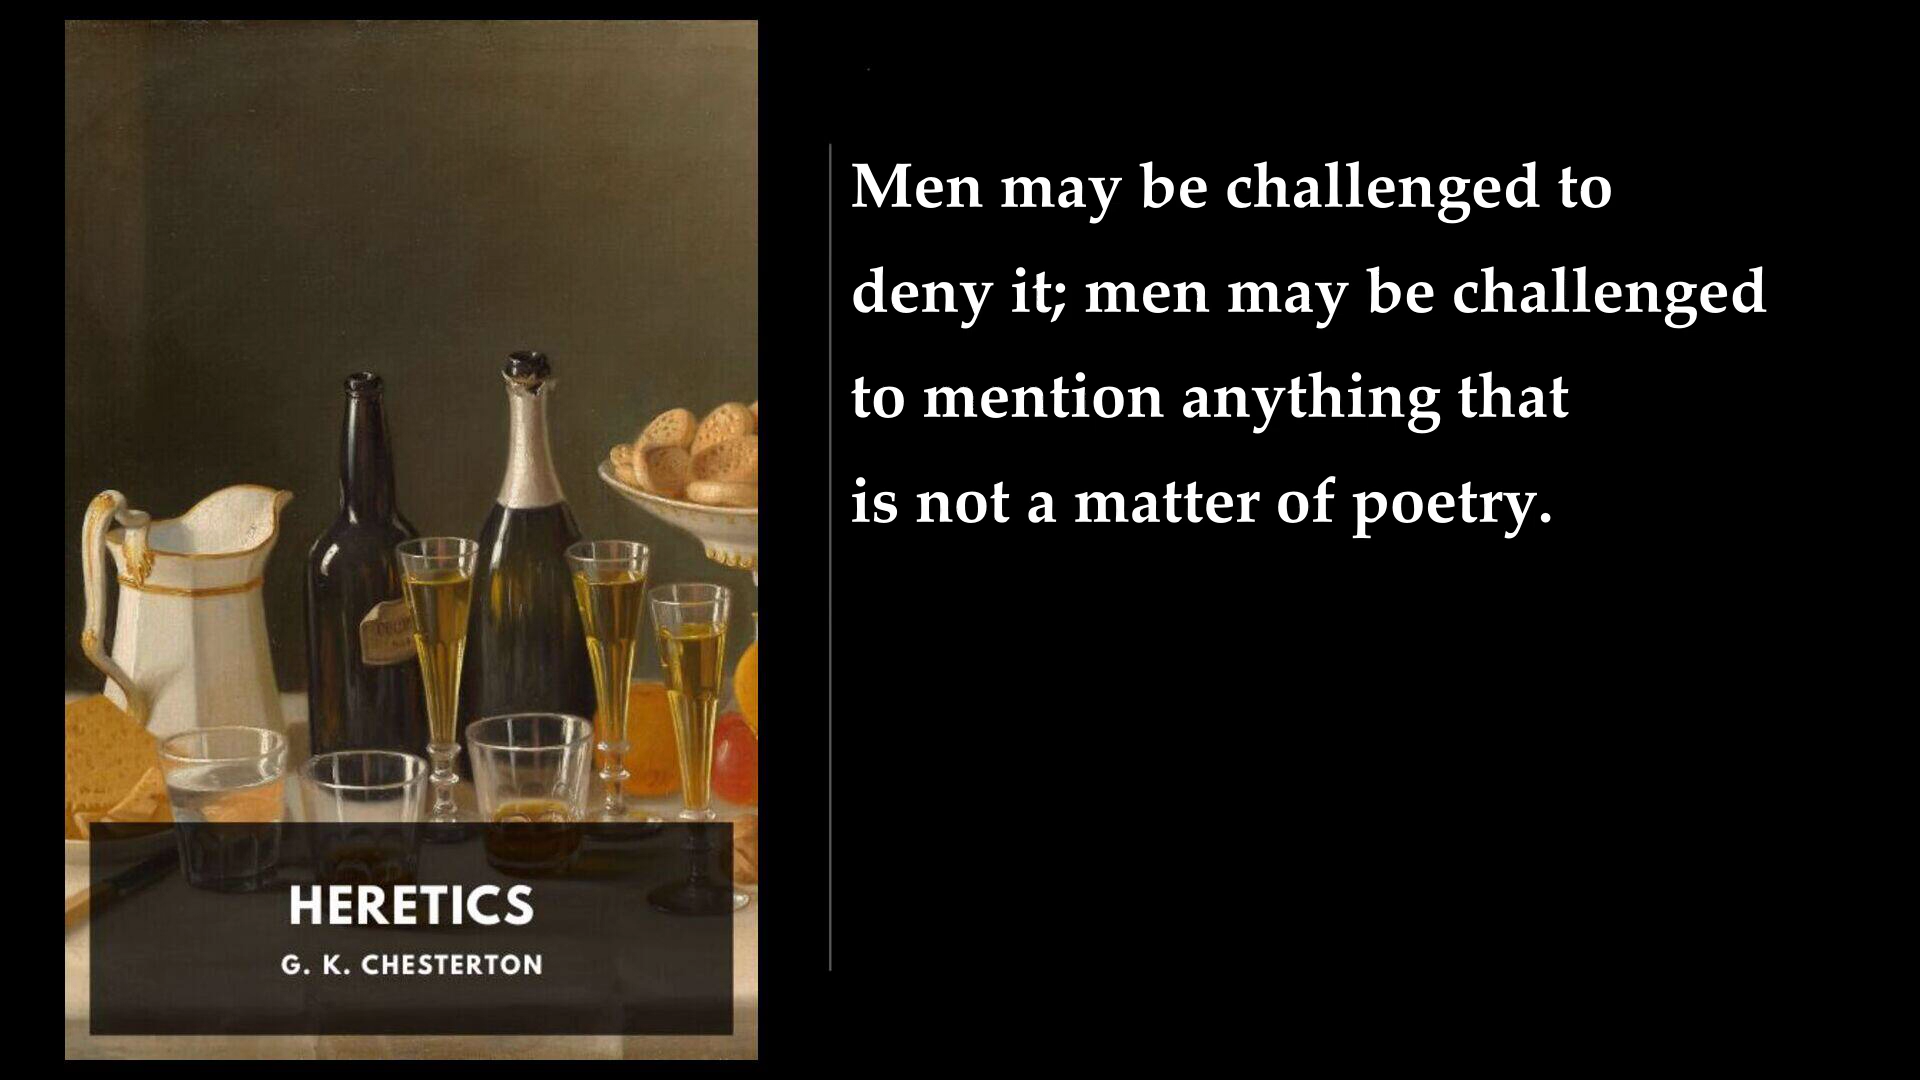 Men may be challenged to
deny it; men may be challenged
to mention anything that
is not a matter of poetry.
HERETICS
G. K. CHESTERTON